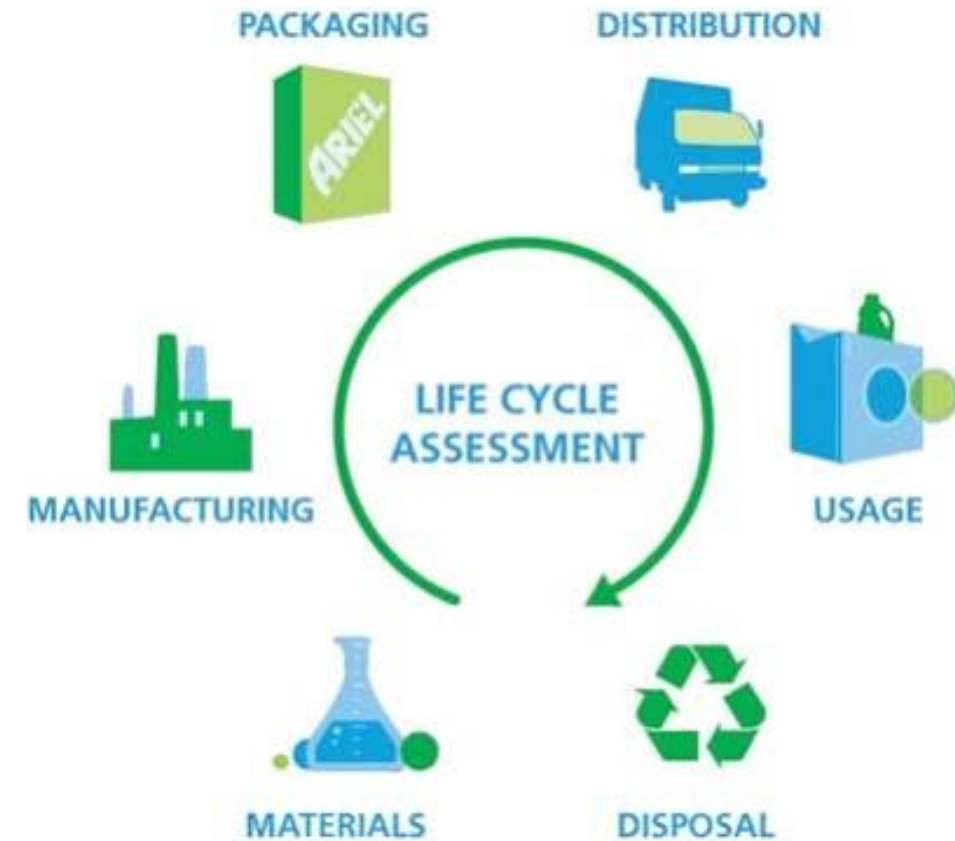 PACKAGING
DISTRIBUTION
ARIEL
LIFE CYCLE
ASSESSMENT
MANUFACTURING
USAGE
MATERIALS
DISPOSAL